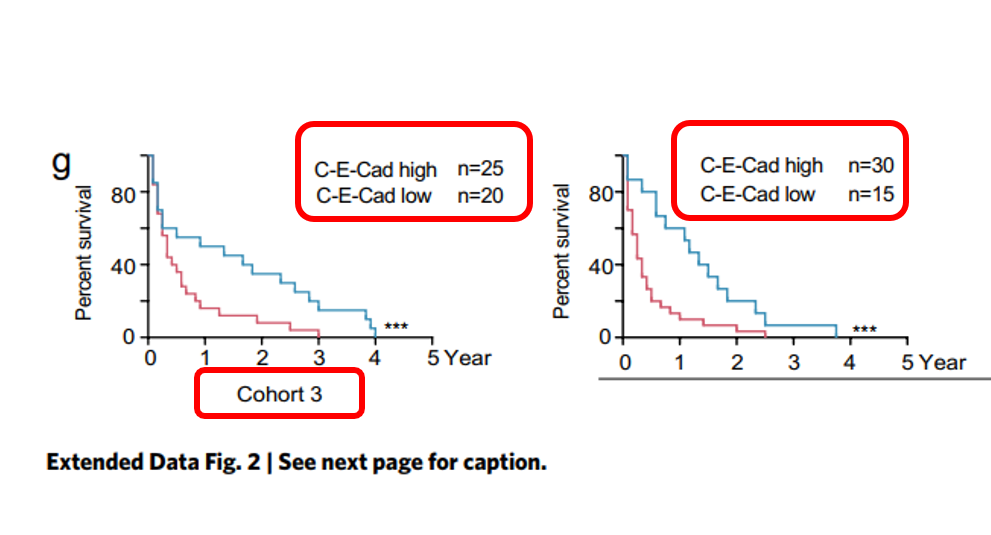 g
C-E-Cad high n=25
C-E-Cad low n=20
Percent survival
80
40
0
***
0 1 2 3 4 5 Year
Cohort 3
C-E-Cad high n=30
C-E-Cad low n=15
Percent survival
80
40
0
***
0 1 2 3 4 5 Year
Extended Data Fig. 2 | See next page for caption.